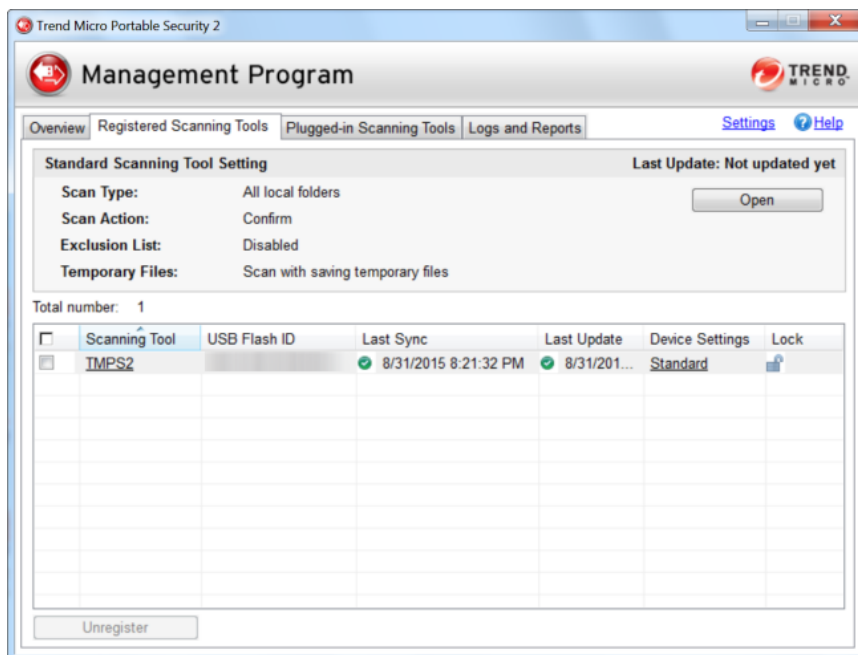 Trend Micro Portable Security 2
Management Program
TREND
MICRO
Overview Registered Scanning Tools Plugged-in Scanning Tools Logs and Reports Settings Help
Standard Scanning Tool Setting Last Update: Not updated yet
Scan Type: All local folders
Open
Scan Action: Confirm
Exclusion List: Disabled
Temporary Files: Scan with saving temporary files
Total number: 1
Scanning Tool USB Flash ID Last Sync Last Update Device Settings Lock
TMPS2 8/31/2015 8:21:32 PM 8/31/201... Standard
Unregister